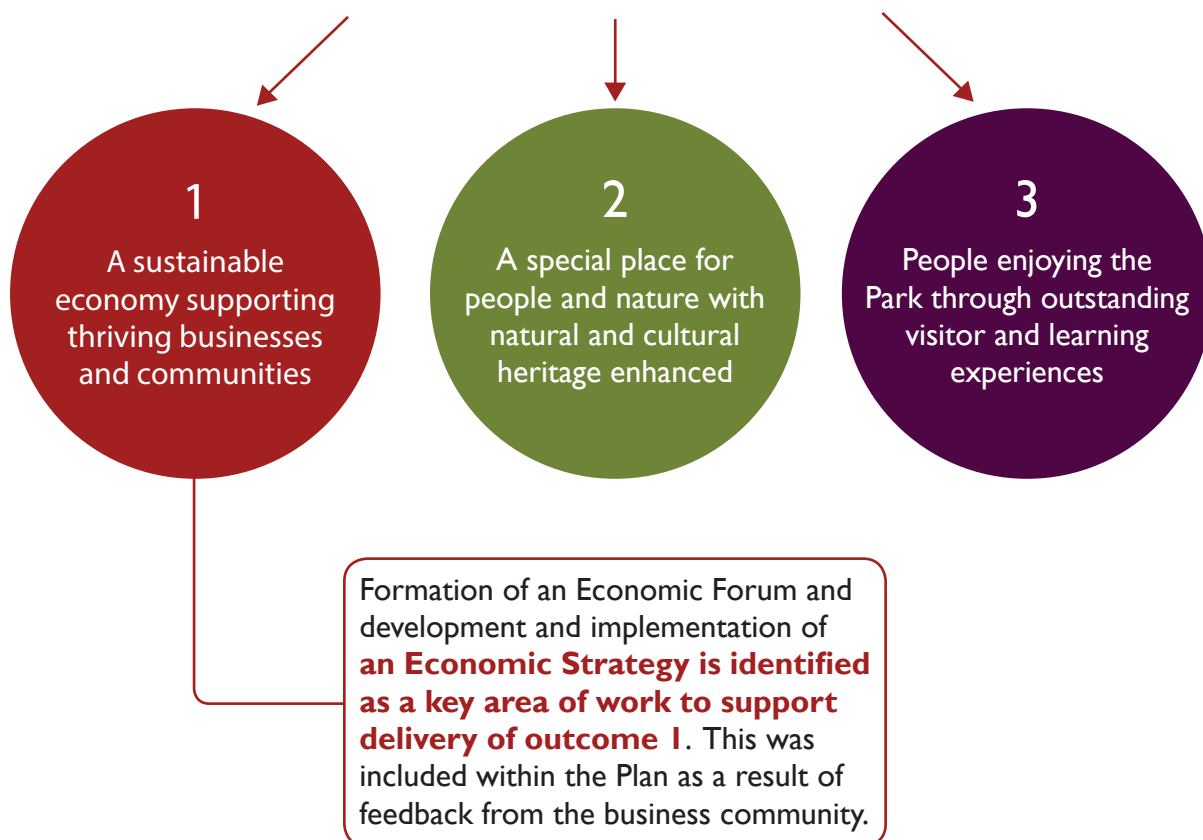 1
A sustainable
economy supporting
thriving businesses
and communities
2
A special place for
people and nature with
natural and cultural
heritage enhanced
3
People enjoying the
Park through outstanding
visitor and learning
experiences
Formation of an Economic Forum and
development and implementation of
an Economic Strategy is identified
as a key area of work to support
delivery of outcome 1. This was
included within the Plan as a result of
feedback from the business community.